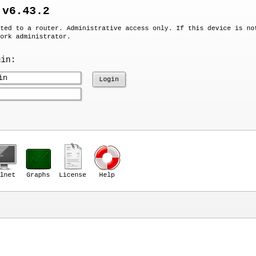 v6.43.2
ted to a router. Administrative access only. If this device is not
ork administrator.
in:
in
Login
lnet Graphs License Help